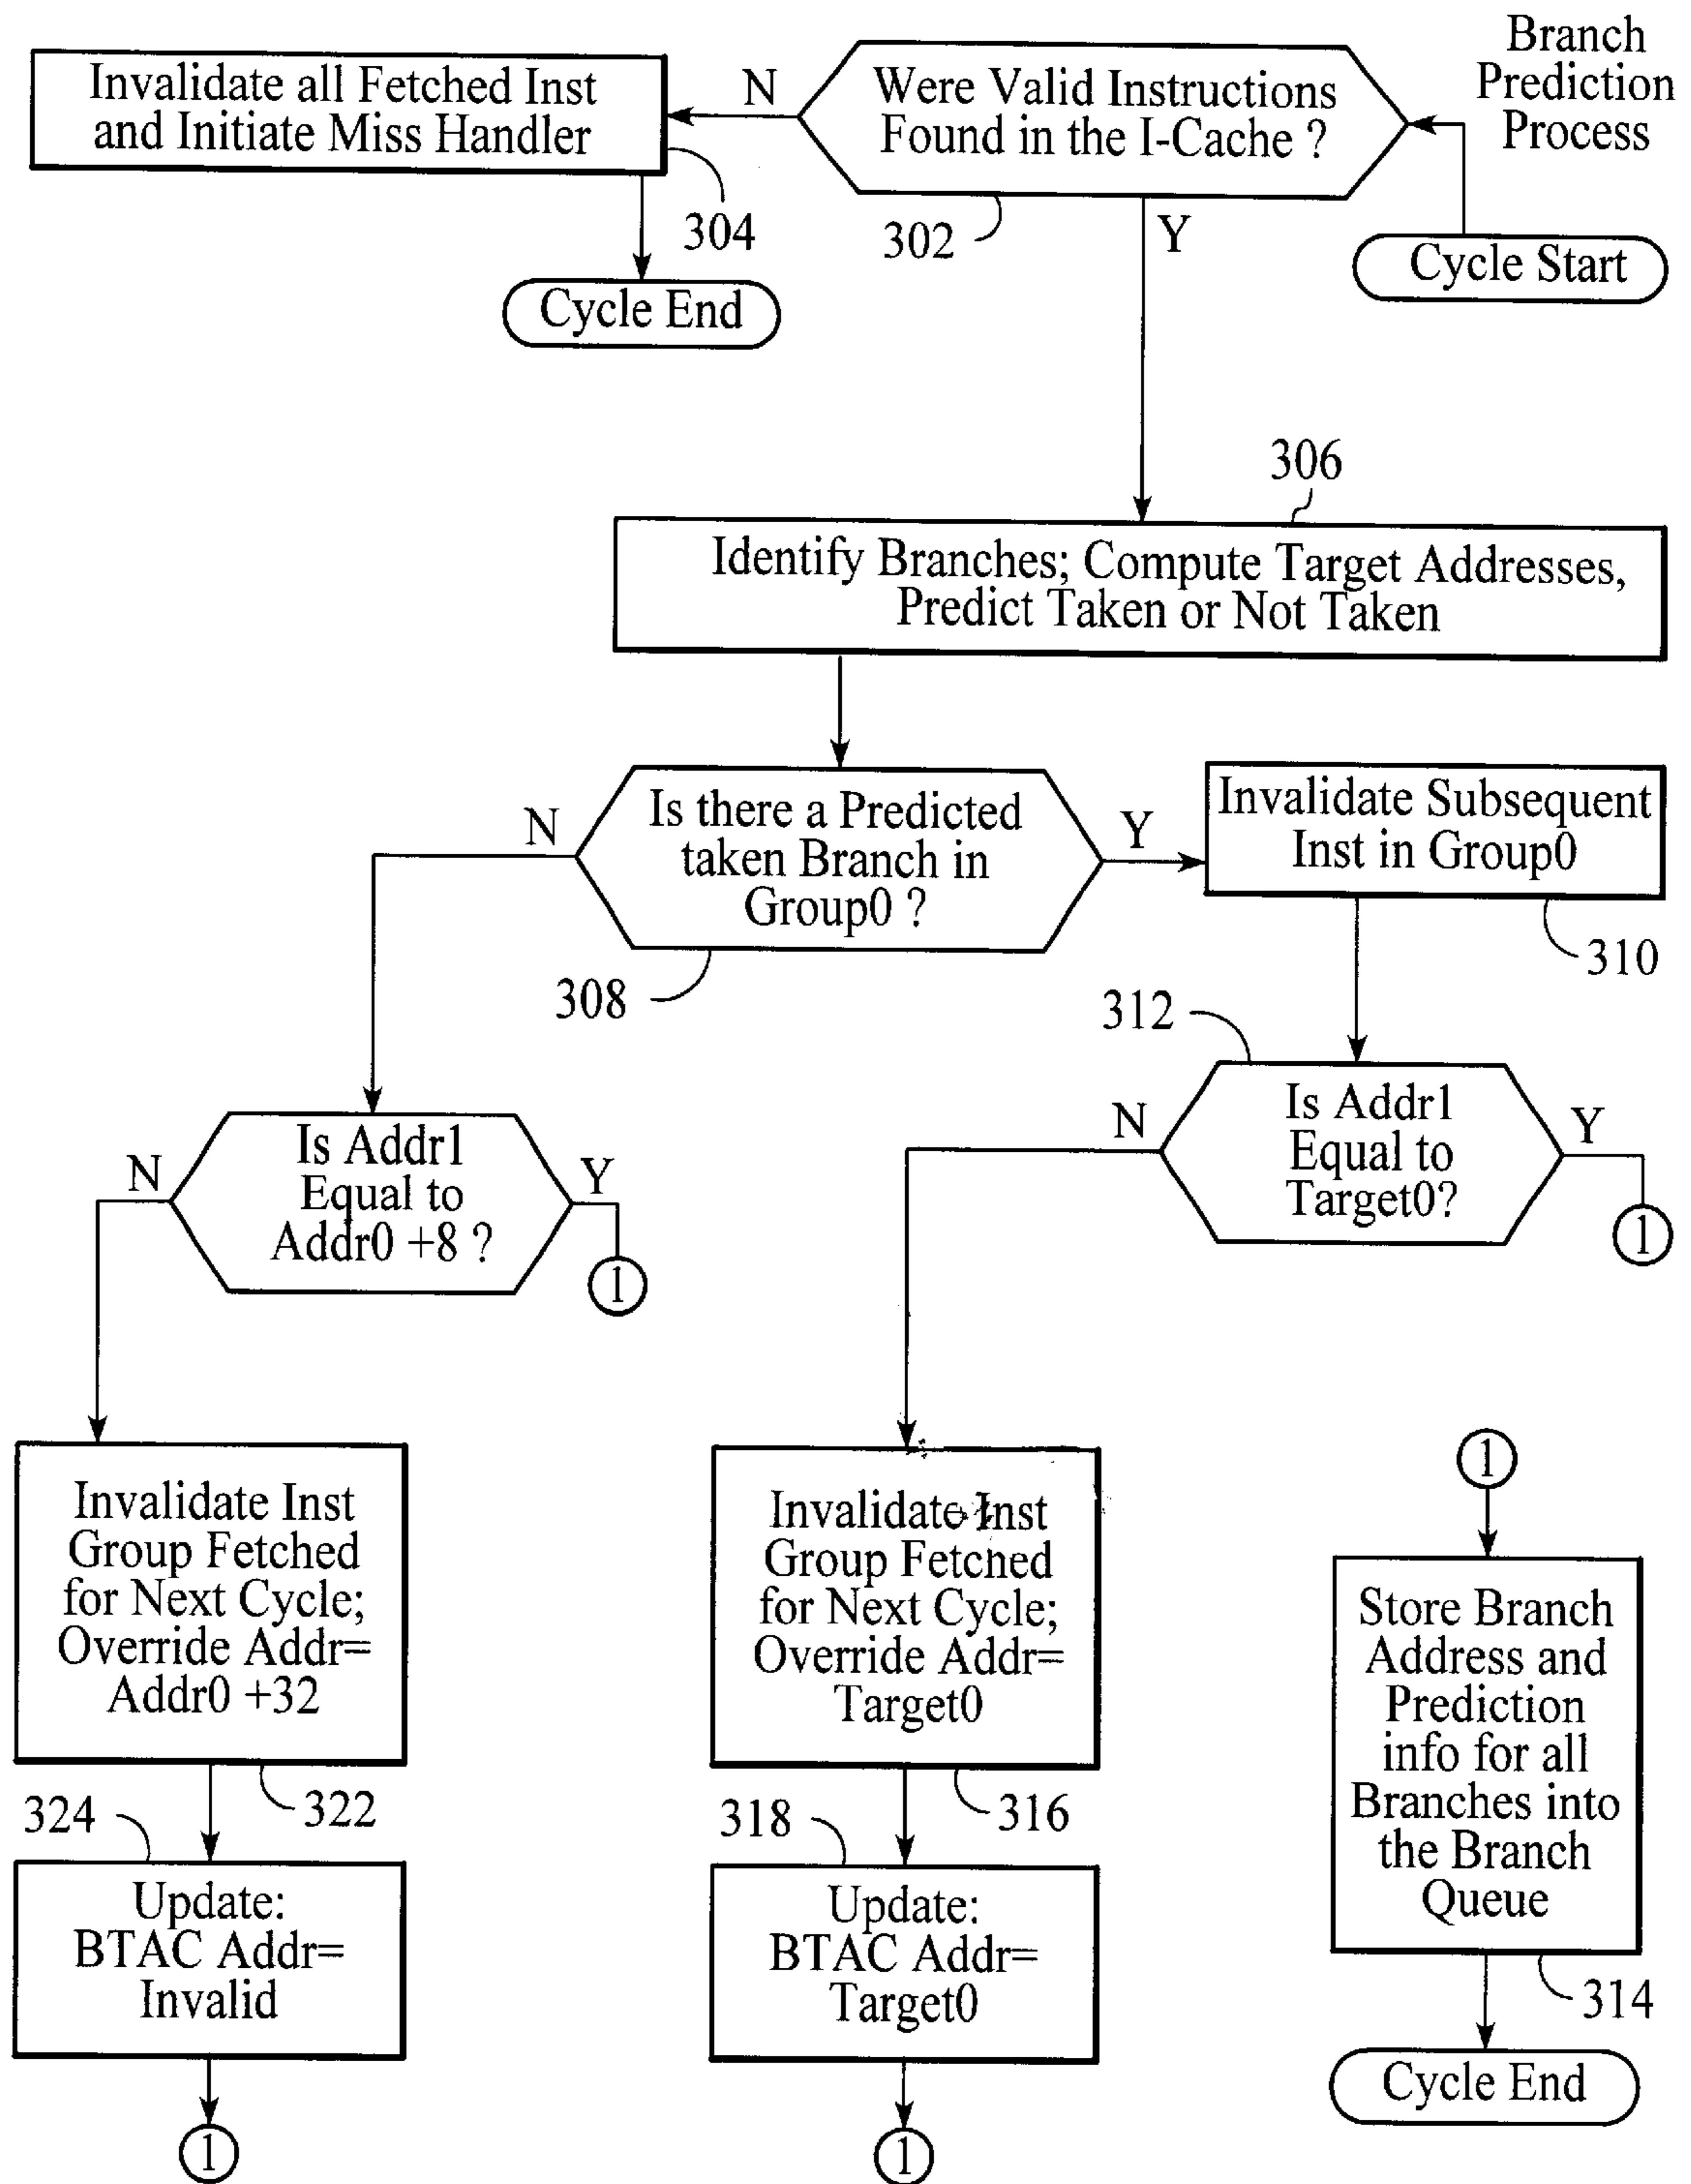 Branch
Prediction
Process
Cycle Start
Were Valid Instructions
Found in the I-Cache ?
302
N
Y
Invalidate all Fetched Inst
and Initiate Miss Handler
304
Cycle End
306
Identify Branches; Compute Target Addresses,
Predict Taken or Not Taken
Is there a Predicted
taken Branch in
Group0 ?
308
N
Y
Invalidate Subsequent
Inst in Group0
310
312
Is Addr1
Equal to
Target0?
N
Y
1
Is Addr1
Equal to
Addr0 +8 ?
N
Y
1
Invalidate Inst
Group Fetched
for Next Cycle;
Override Addr=
Addr0 +32
322
324
Update:
BTAC Addr=
Invalid
1
Invalidate Inst
Group Fetched
for Next Cycle;
Override Addr=
Target0
316
318
Update:
BTAC Addr=
Target0
1
1
Store Branch
Address and
Prediction
info for all
Branches into
the Branch
Queue
314
Cycle End